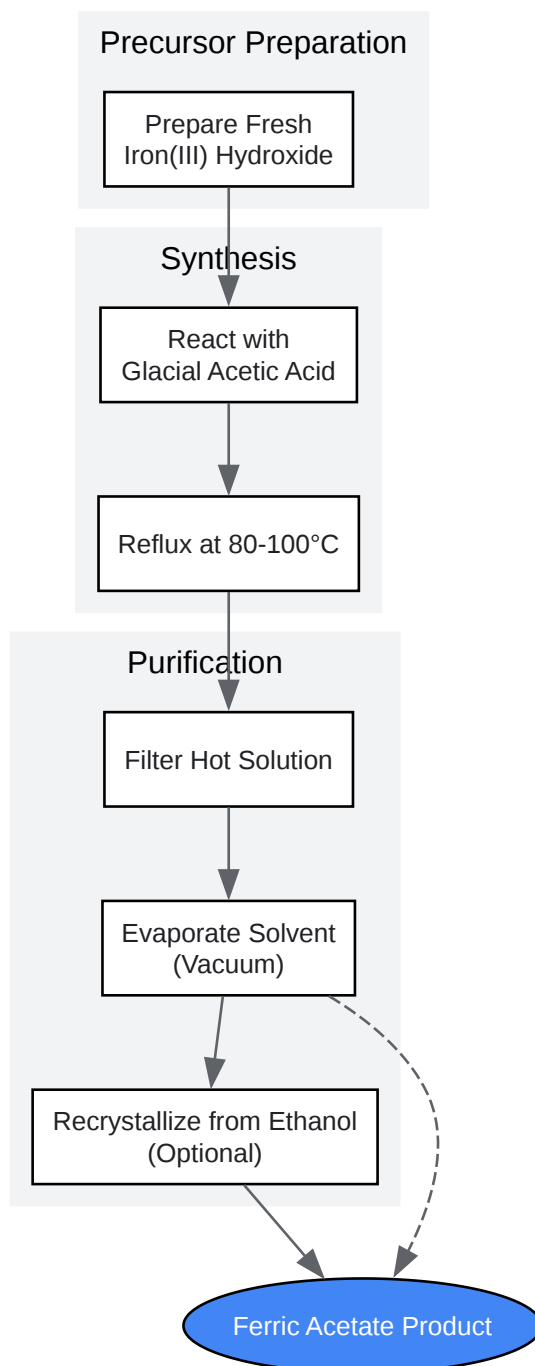 Precursor Preparation
Prepare Fresh
Iron(III) Hydroxide
Synthesis
React with
Glacial Acetic Acid
Reflux at 80-100°C
Purification
Filter Hot Solution
Evaporate Solvent
(Vacuum)
Recrystallize from Ethanol
(Optional)
Ferric Acetate Product